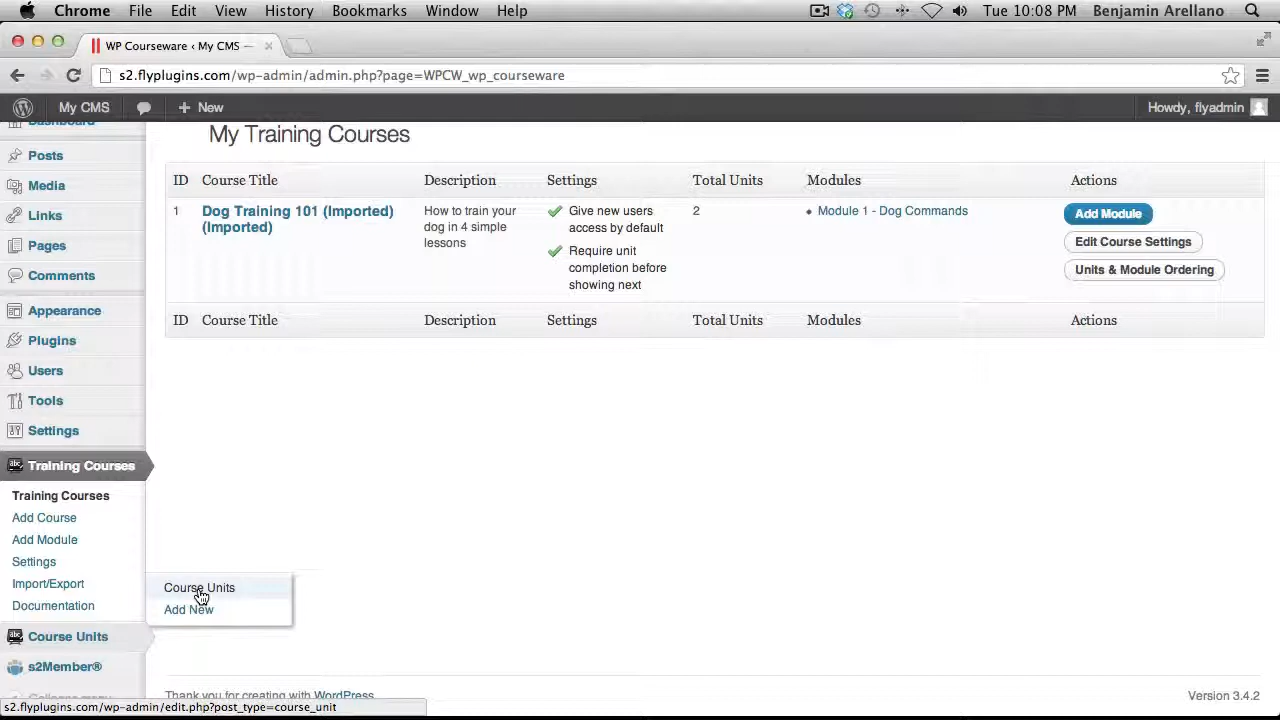 Chrome File Edit View History Bookmarks Window Help Tue 10:08 PM Benjamin Arellano
WP Courseware ‹ My CMS —
s2.flyplugins.com/wp-admin/admin.php?page=WPCW_wp_courseware
My CMS + New Howdy, flyadmin
Dashboard
Posts
Media
Links
Pages
Comments
Appearance
Plugins
Users
Tools
Settings
Training Courses
Training Courses
Add Course
Add Module
Settings
Import/Export
Documentation
Course Units
s2Member®
Collapse menu
Course Units
Add New
My Training Courses
ID Course Title Description Settings Total Units Modules Actions
1 Dog Training 101 (Imported) How to train your Give new users 2 • Module 1 - Dog Commands Add Module
(Imported) dog in 4 simple access by default
lessons Require unit Edit Course Settings
completion before Units & Module Ordering
showing next
ID Course Title Description Settings Total Units Modules Actions
Thank you for creating with WordPress Version 3.4.2
s2.flyplugins.com/wp-admin/edit.php?post_type=course_unit